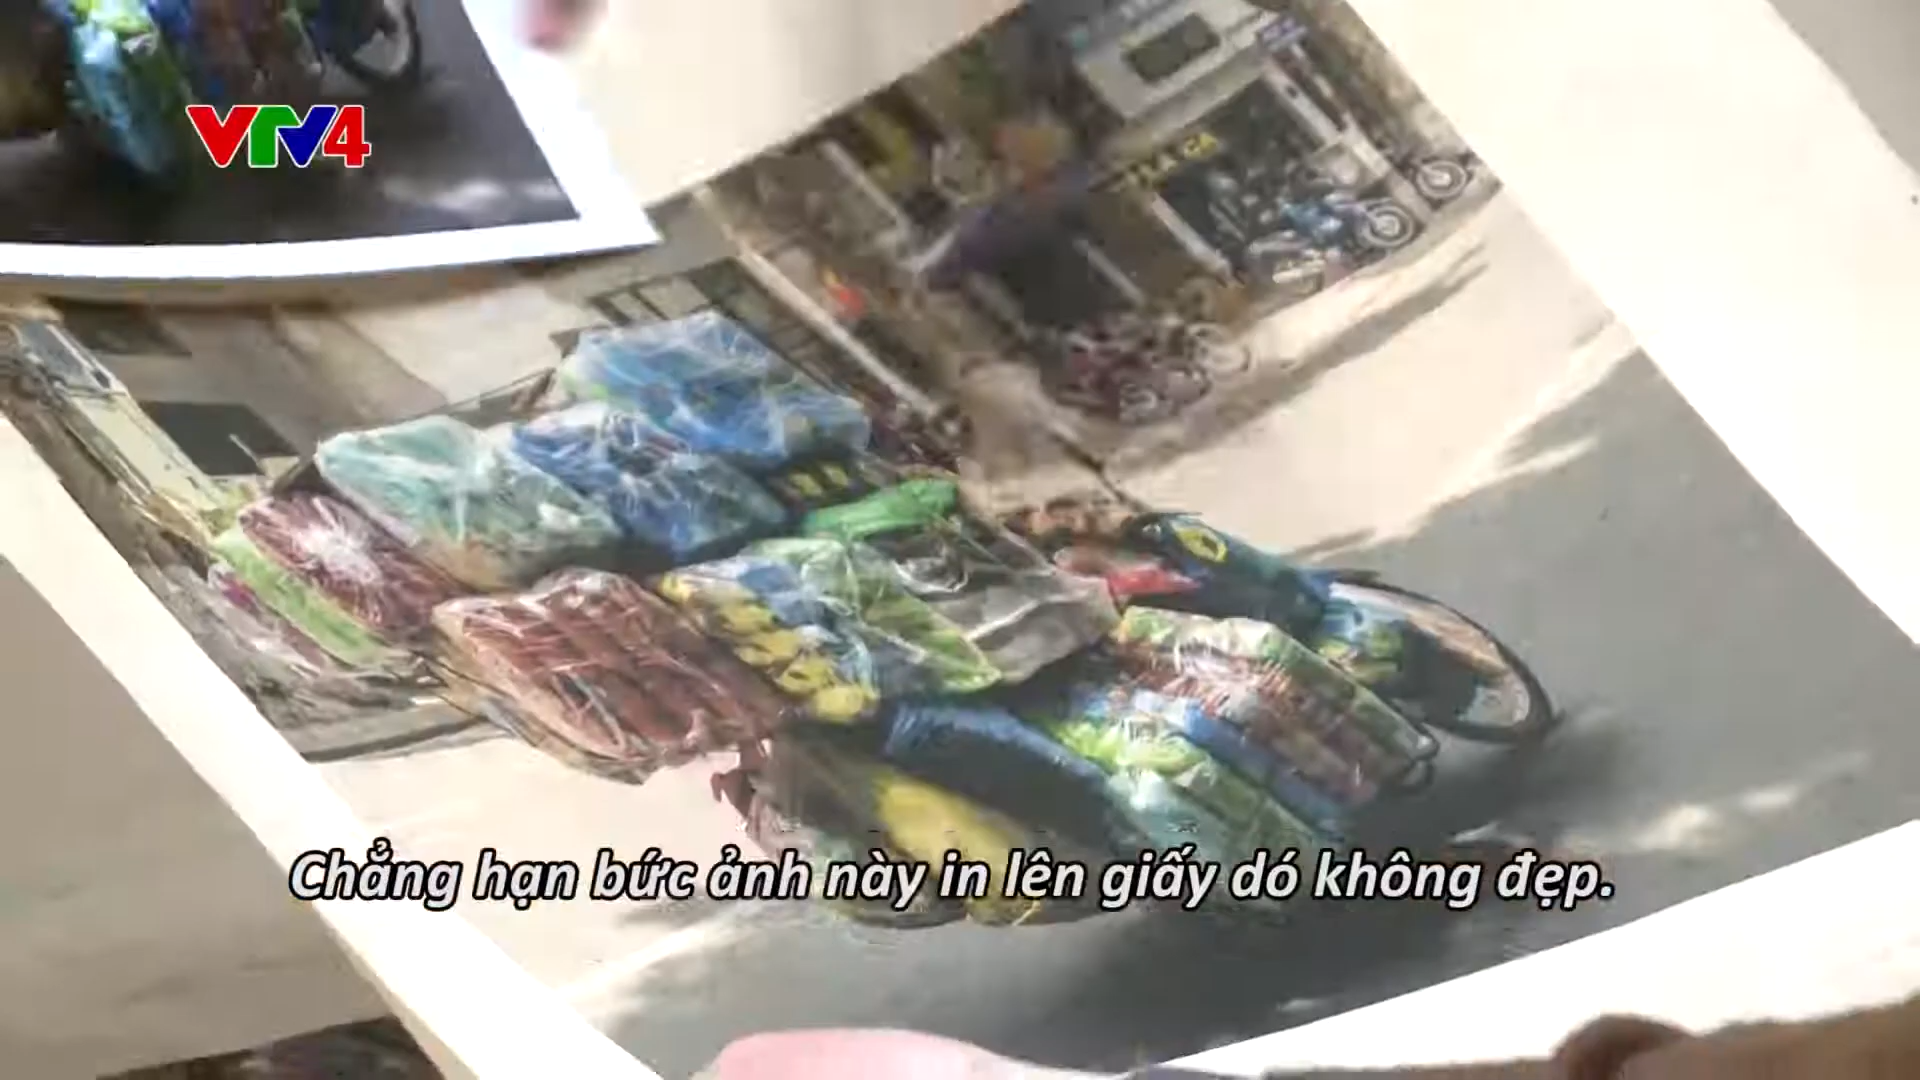 VTV4
Chẳng hạn bức ảnh này in lên giấy dó không đẹp.